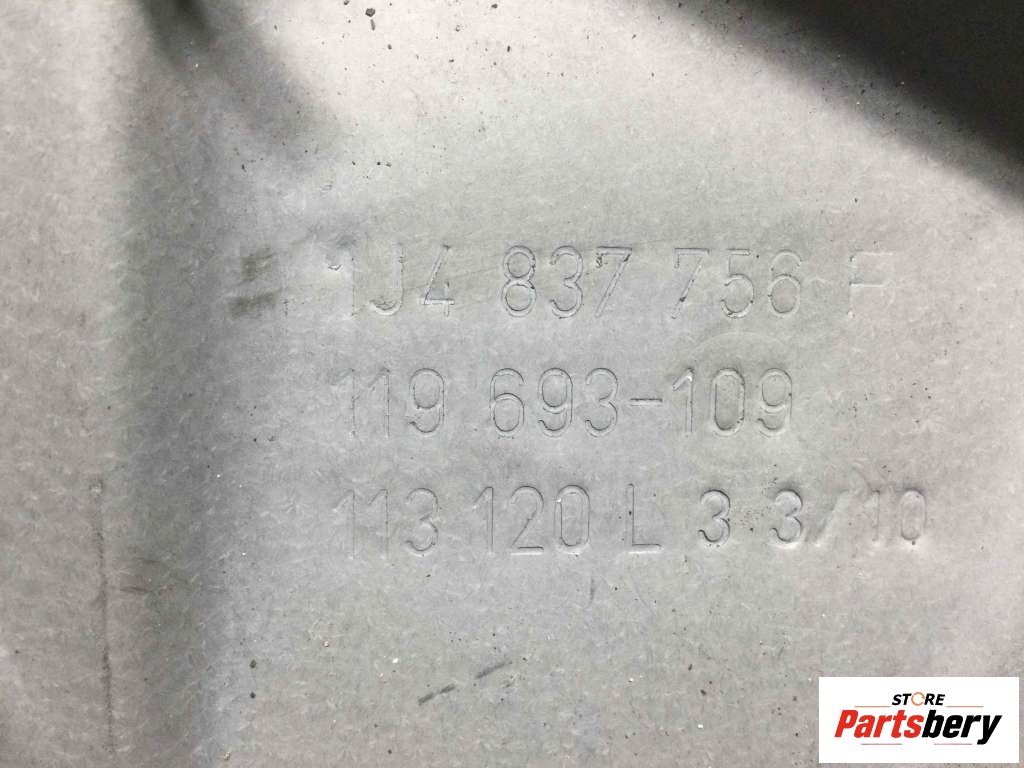 1J4 837 756 F
119 693-109
113 120 L 3 3/10
STORE
Partsbery